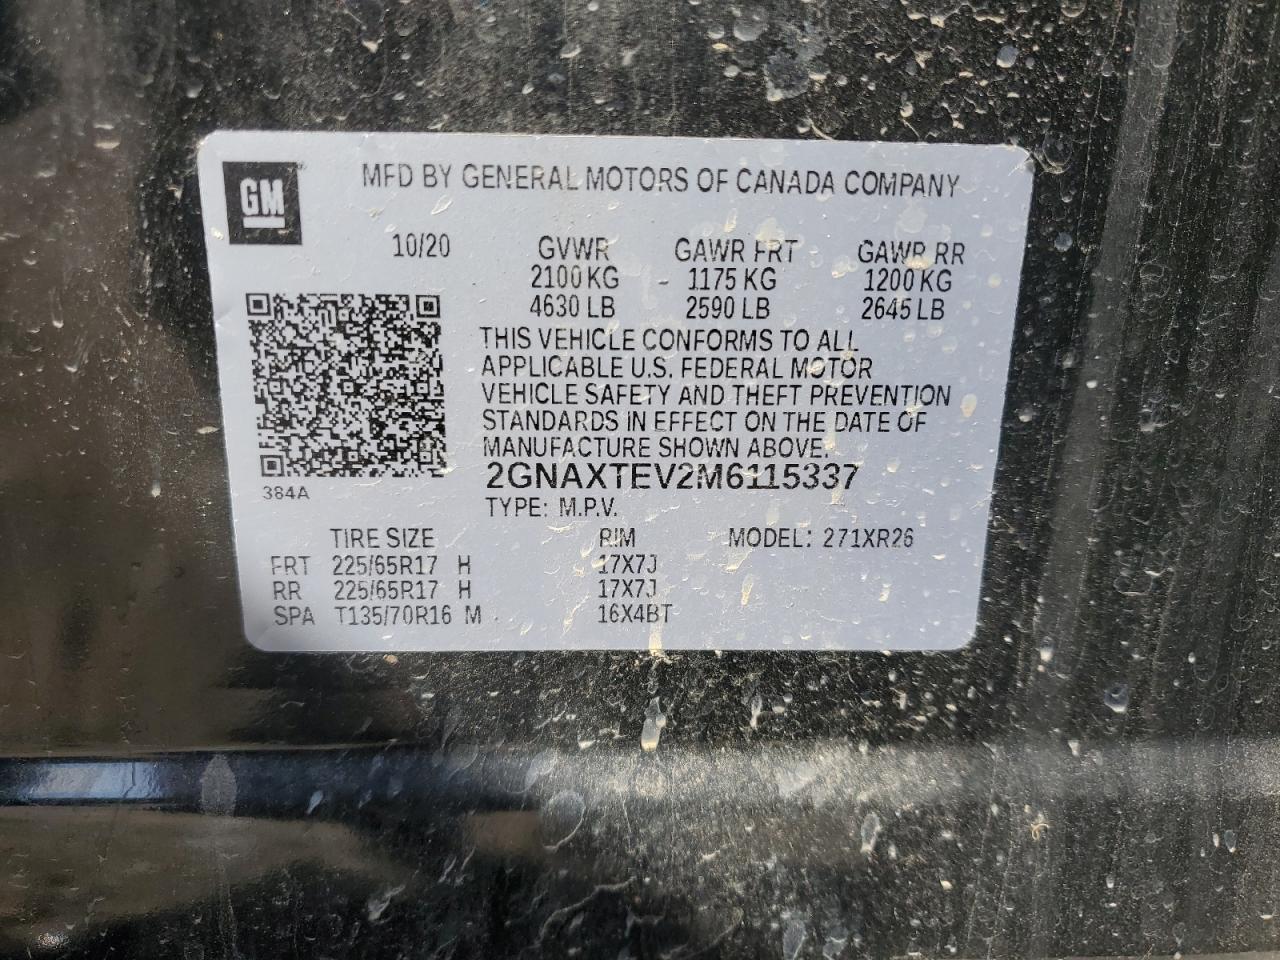 GM
MFD BY GENERAL MOTORS OF CANADA COMPANY
10/20 GVWR GAWR FRT GAWR RR
2100 KG 1175 KG 1200 KG
4630 LB 2590 LB 2645 LB
THIS VEHICLE CONFORMS TO ALL
APPLICABLE U.S. FEDERAL MOTOR
VEHICLE SAFETY AND THEFT PREVENTION
STANDARDS IN EFFECT ON THE DATE OF
MANUFACTURE SHOWN ABOVE.
2GNAXTEV2M6115337
384A
TYPE: M.P.V.
TIRE SIZE RIM MODEL: 271XR26
FRT 225/65R17 H 17X7J
RR 225/65R17 H 17X7J
SPA T135/70R16 M 16X4BT